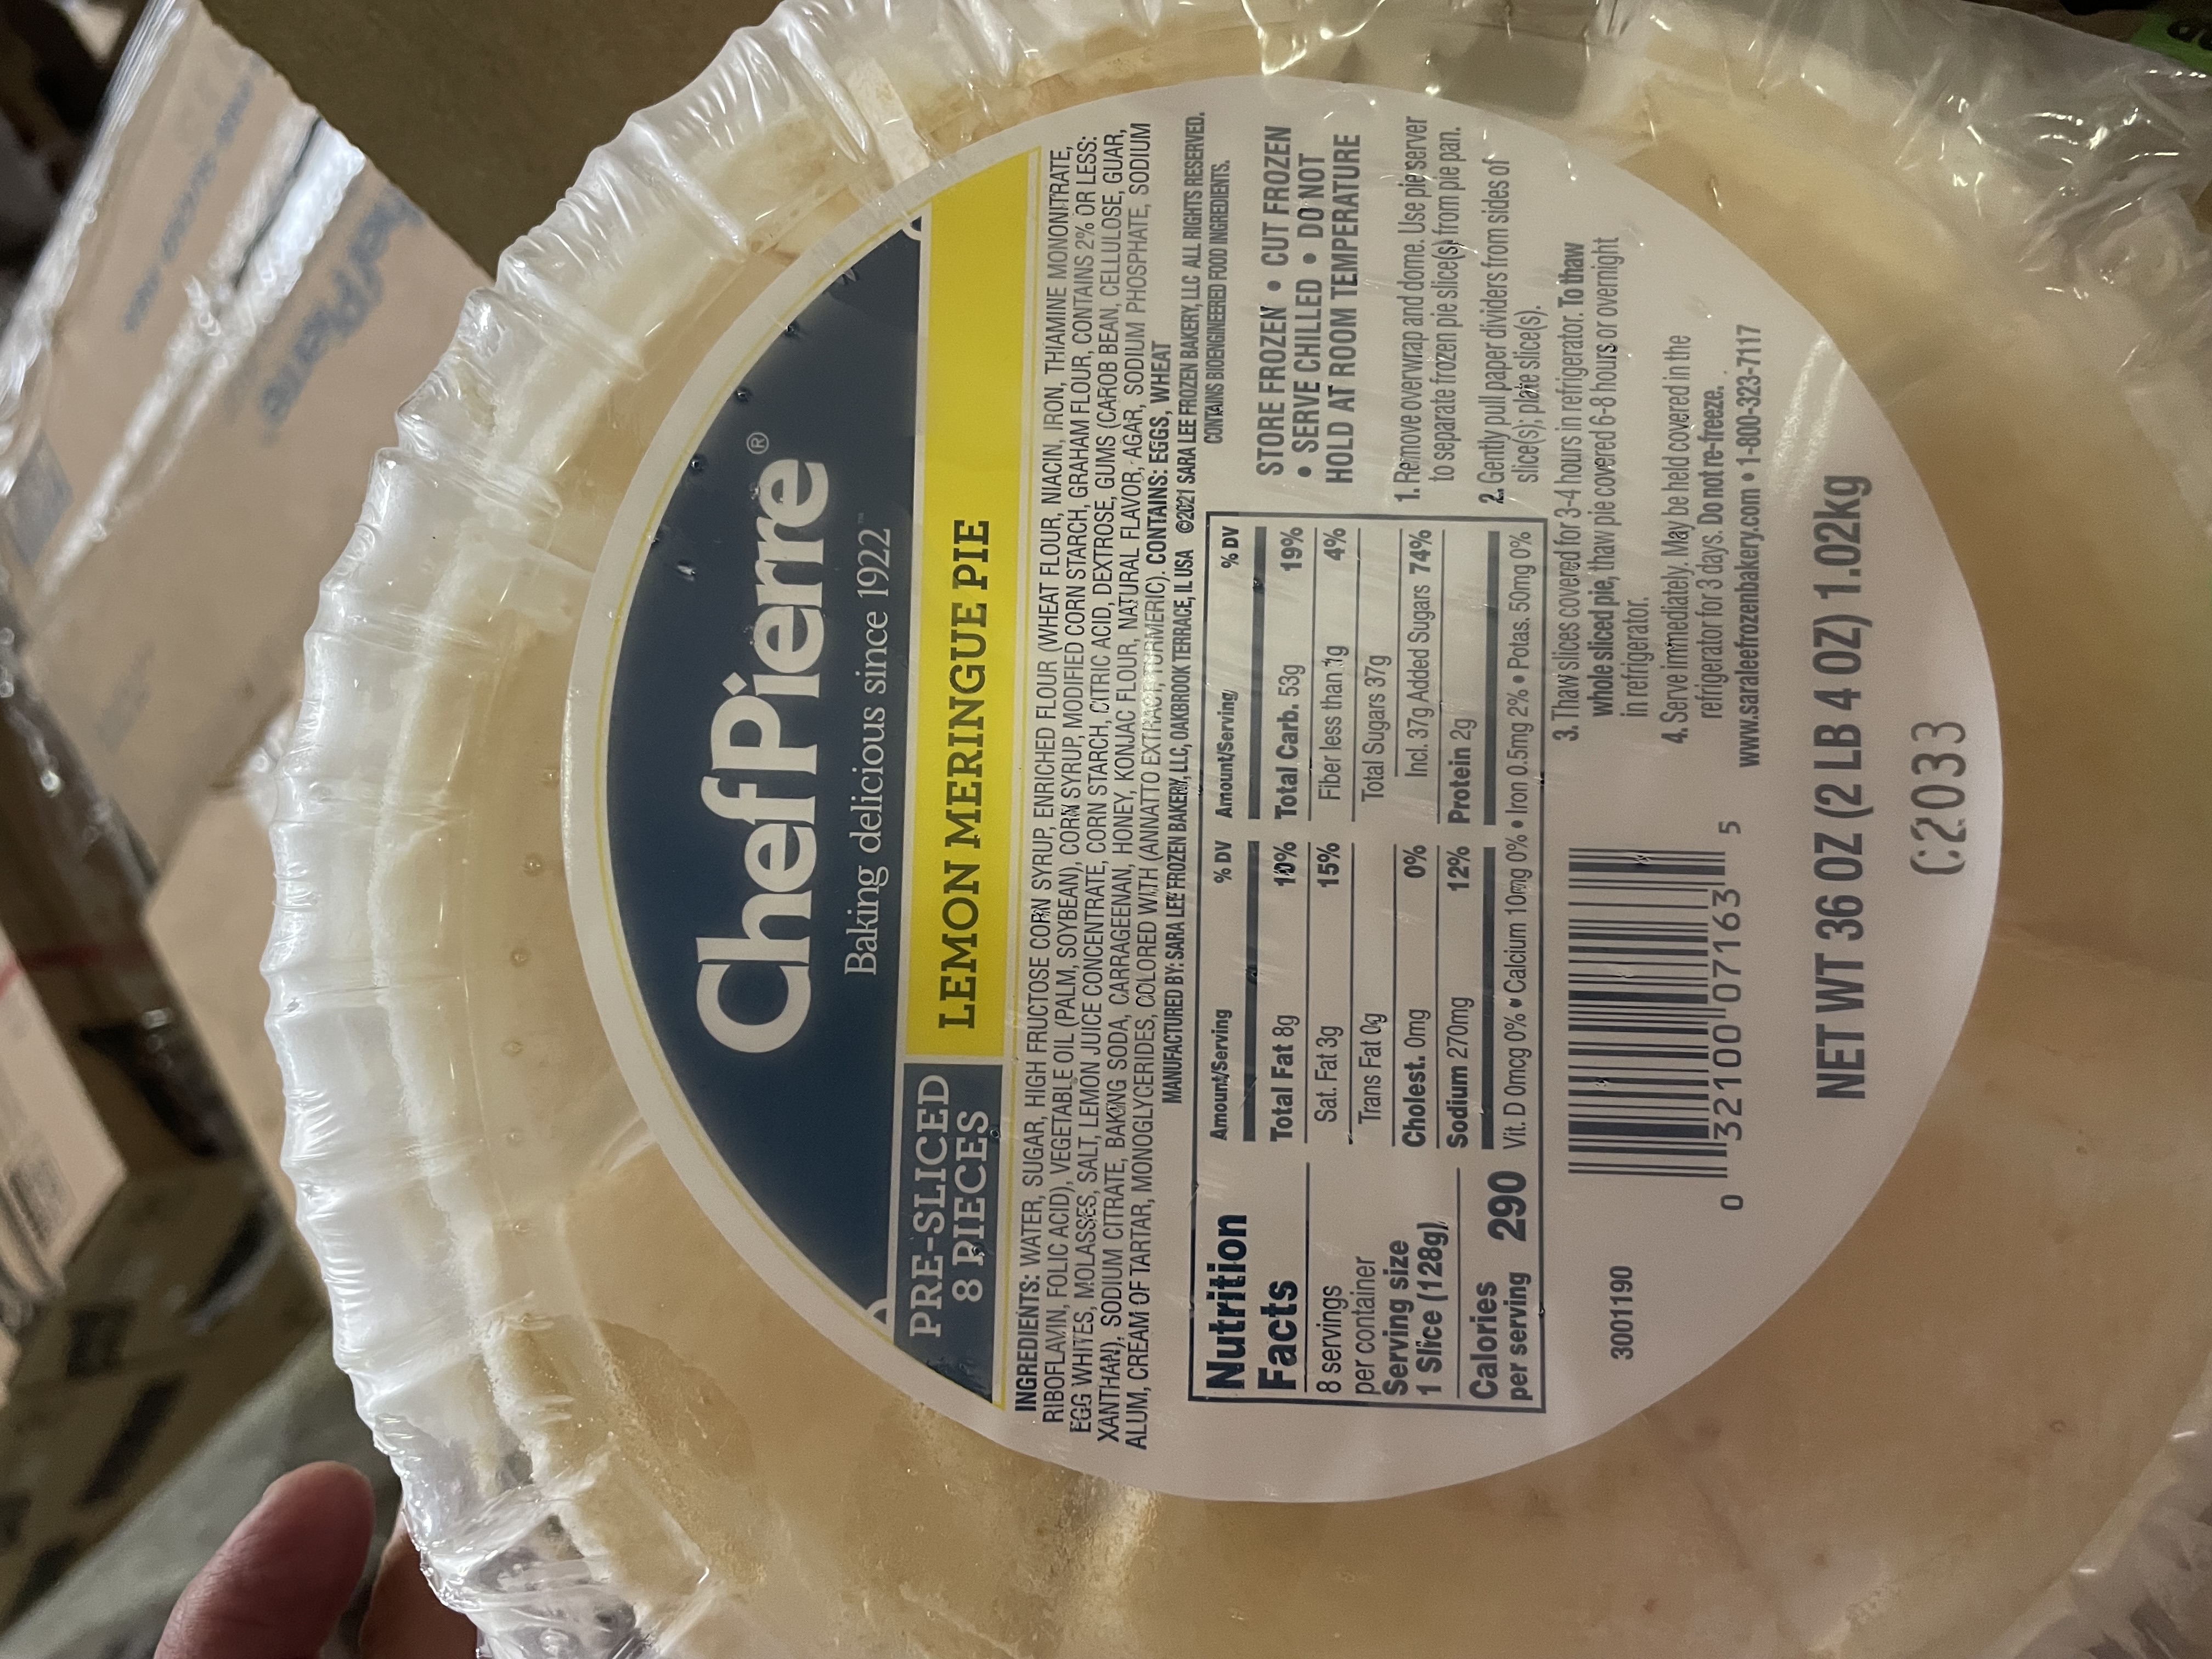 ChefPierre®
Baking delicious since 1922™
PRE-SLICED
8 PIECES
LEMON MERINGUE PIE
INGREDIENTS: WATER, SUGAR, HIGH FRUCTOSE CORN SYRUP, ENRICHED FLOUR (WHEAT FLOUR, NIACIN, IRON, THIAMINE MONONITRATE,
RIBOFLAVIN, FOLIC ACID), VEGETABLE OIL (PALM, SOYBEAN), CORN SYRUP, MODIFIED CORN STARCH, GRAHAM FLOUR, CONTAINS 2% OR LESS:
EGG WHITES, MOLASSES, SALT, LEMON JUICE CONCENTRATE, CORN STARCH, CITRIC ACID, DEXTROSE, GUMS (CAROB BEAN, CELLULOSE, GUAR,
XANTHAN), SODIUM CITRATE, BAKING SODA, CARRAGEENAN, HONEY, KONJAC FLOUR, NATURAL FLAVOR, AGAR, SODIUM PHOSPHATE, SODIUM
ALUM, CREAM OF TARTAR, MONOGLYCERIDES, COLORED WITH (ANNATTO EXTRACT, TURMERIC). CONTAINS: EGGS, WHEAT
MANUFACTURED BY: SARA LEE FROZEN BAKERY, LLC, OAKBROOK TERRACE, IL USA ©2021 SARA LEE FROZEN BAKERY, LLC ALL RIGHTS RESERVED.
CONTAINS BIOENGINEERED FOOD INGREDIENTS.
Nutrition
Facts
8 servings
per container
Serving size
1 Slice (128g)
Calories
per serving 290
Amount/Serving % DV
Total Fat 8g 10%
Sat. Fat 3g 15%
Trans Fat 0g
Cholest. 0mg 0%
Sodium 270mg 12%
Amount/Serving % DV
Total Carb. 53g 19%
Fiber less than 1g 4%
Total Sugars 37g
Incl. 37g Added Sugars 74%
Protein 2g
Vit. D 0mcg 0% • Calcium 10mg 0% • Iron 0.5mg 2% • Potas. 50mg 0%
STORE FROZEN • CUT FROZEN
• SERVE CHILLED • DO NOT
HOLD AT ROOM TEMPERATURE
1. Remove overwrap and dome. Use pie server
to separate frozen pie slice(s) from pie pan.
2. Gently pull paper dividers from sides of
slice(s); plate slice(s).
3. Thaw slices covered for 3-4 hours in refrigerator. To thaw
whole sliced pie, thaw pie covered 6-8 hours or overnight
in refrigerator.
4. Serve immediately. May be held covered in the
refrigerator for 3 days. Do not re-freeze.
www.saraleefrozenbakery.com • 1-800-323-7117
3001190
0 32100 07163 5
NET WT 36 OZ (2 LB 4 OZ) 1.02kg
C2033
ChefPierre